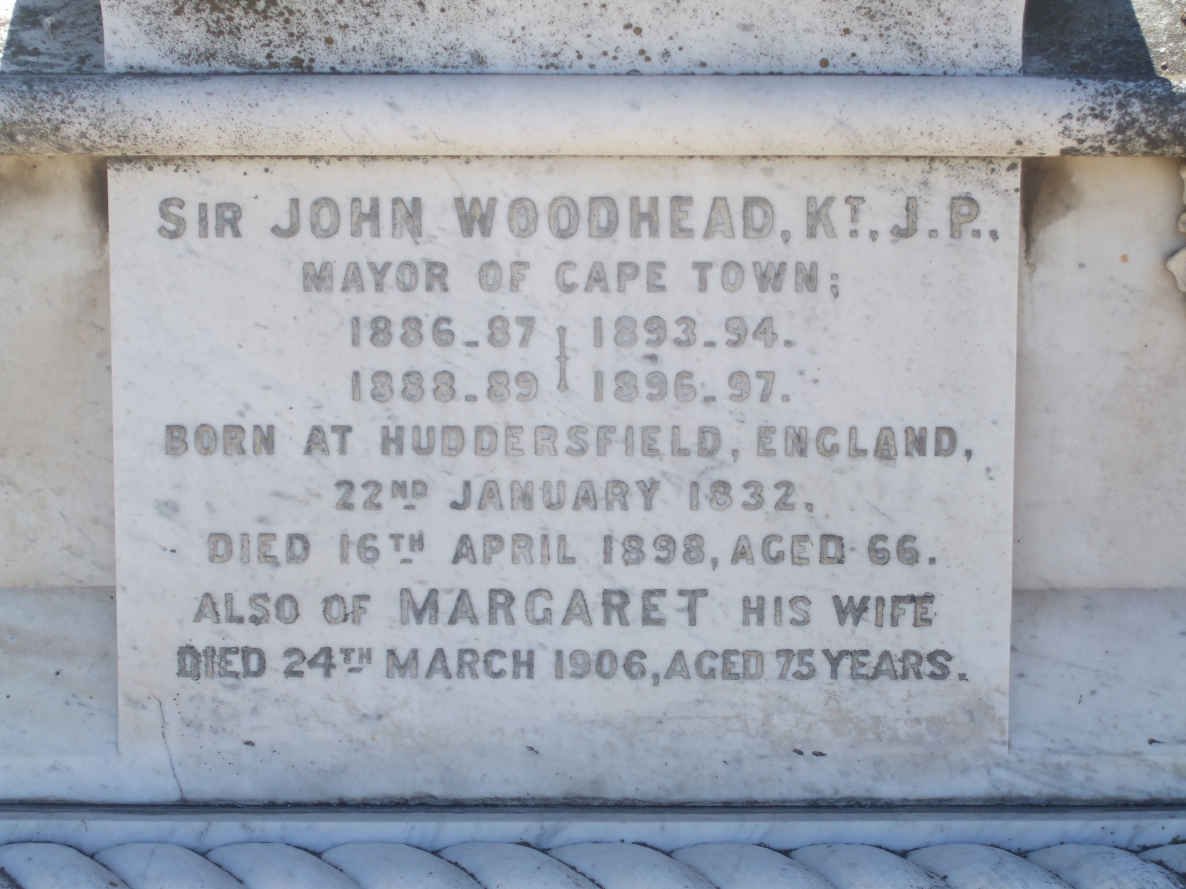 SIR JOHN WOODHEAD, KT., J.P.,
MAYOR OF CAPE TOWN;
1886-87 1893-94.
1888-89 1896-97.
BORN AT HUDDERSFIELD, ENGLAND,
22ND JANUARY 1832.
DIED 16TH APRIL 1898, AGED 66.
ALSO OF MARGARET HIS WIFE
DIED 24TH MARCH 1906, AGED 75 YEARS.